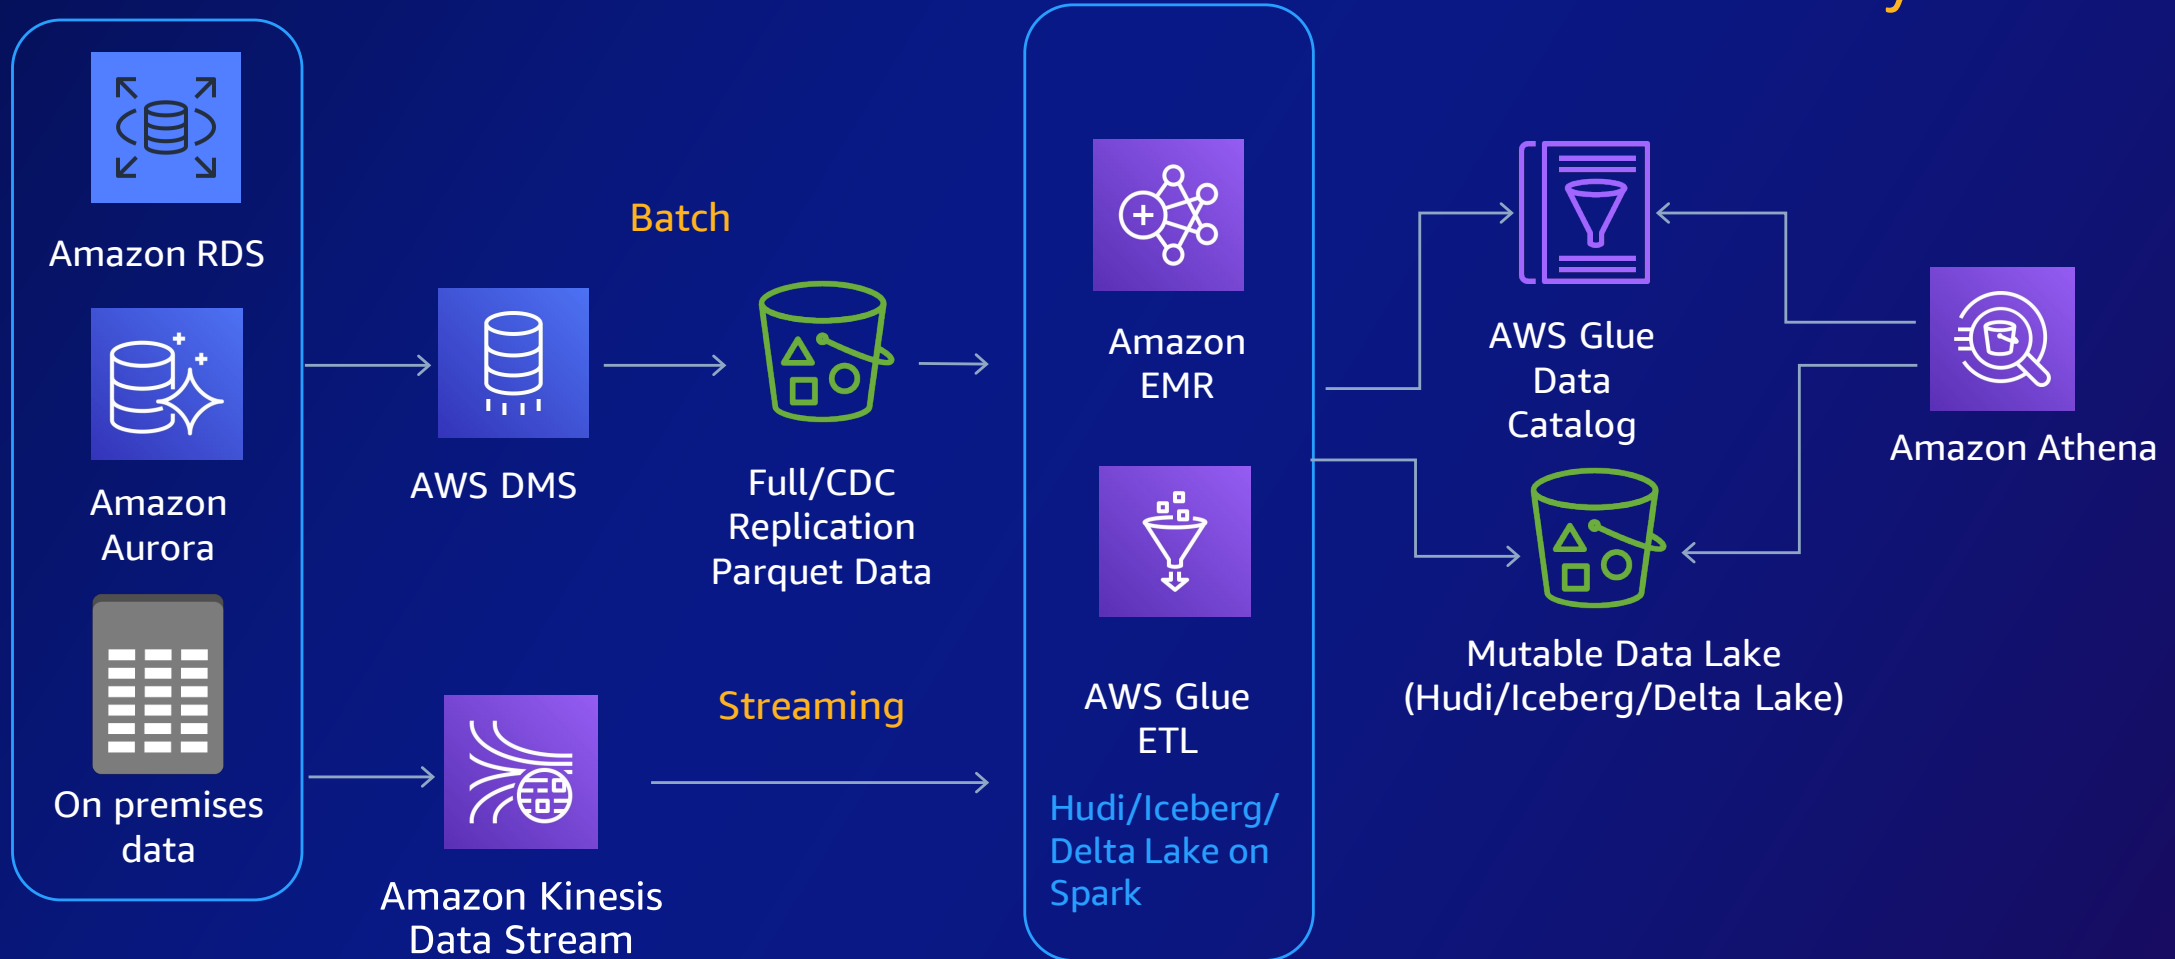 Amazon RDS
Amazon
Aurora
On premises
data
Batch
AWS DMS
Full/CDC
Replication
Parquet Data
Streaming
Amazon Kinesis
Data Stream
Amazon
EMR
AWS Glue
ETL
Hudi/Iceberg/
Delta Lake on
Spark
AWS Glue
Data
Catalog
Mutable Data Lake
(Hudi/Iceberg/Delta Lake)
Amazon Athena